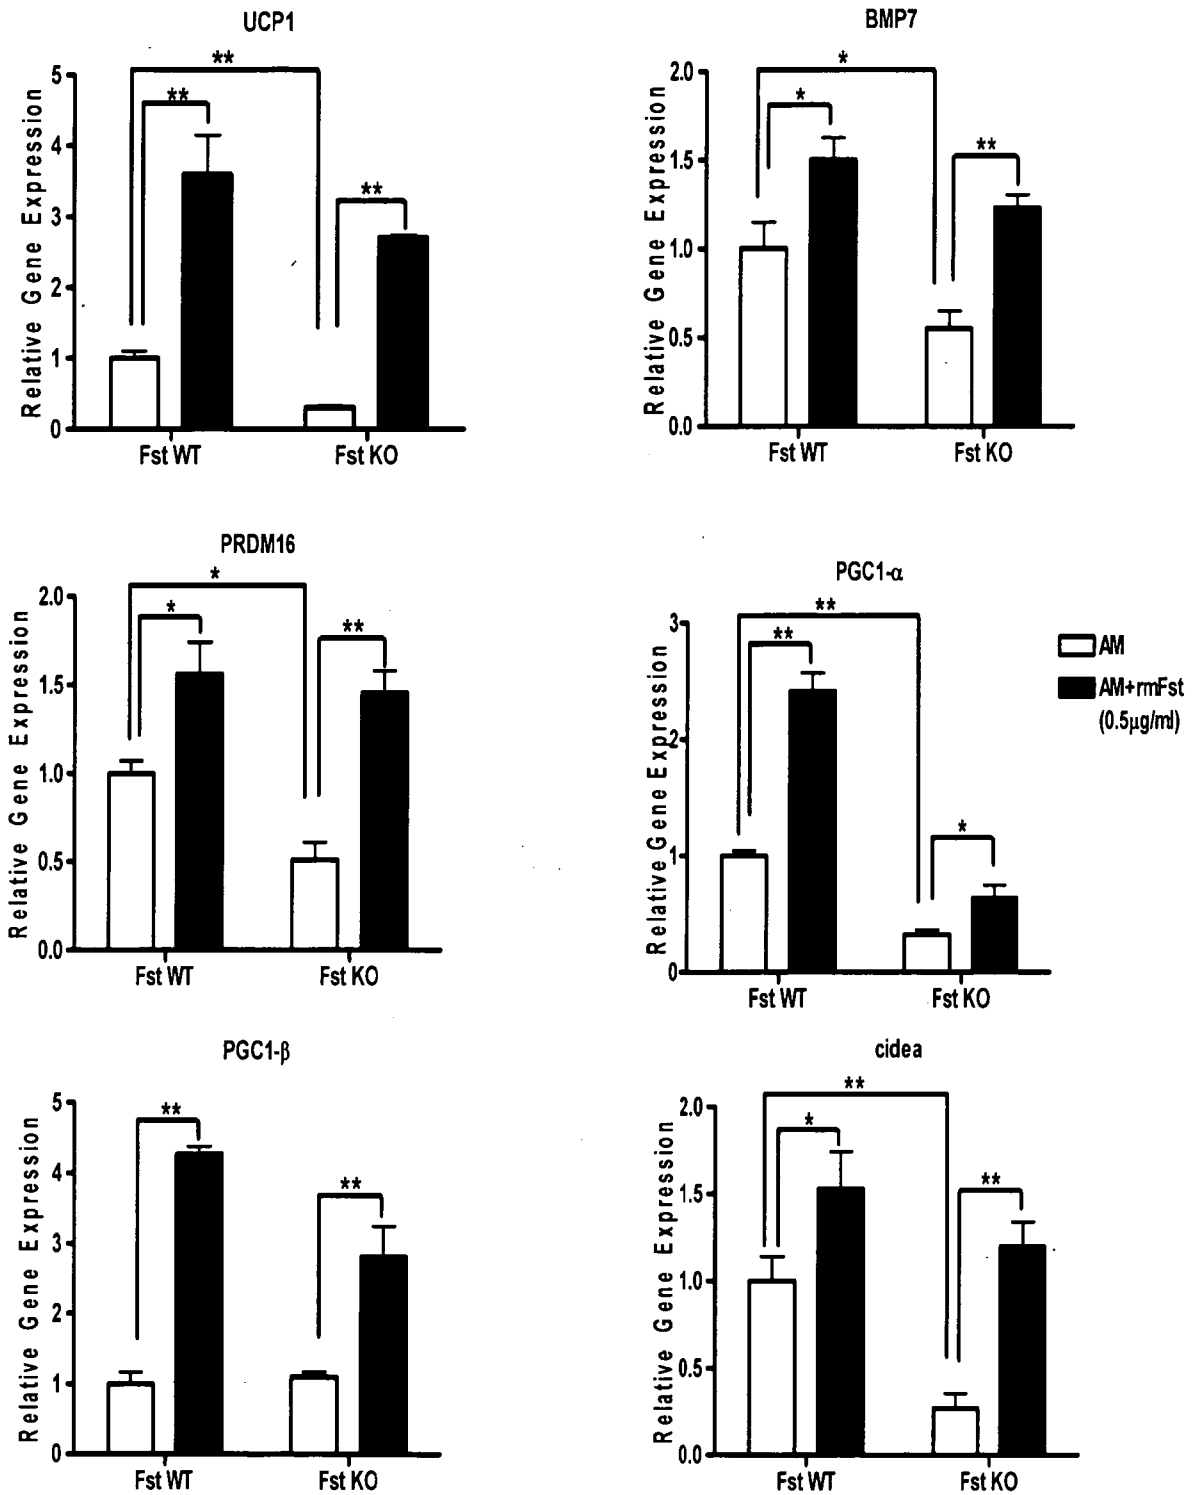 UCP1
**
**
**
5
4
3
2
1
0
Relative Gene Expression
Fst WT
Fst KO
BMP7
*
*
**
2.0
1.5
1.0
0.5
0.0
Relative Gene Expression
Fst WT
Fst KO
PRDM16
*
*
**
2.0
1.5
1.0
0.5
0.0
Relative Gene Expression
Fst WT
Fst KO
PGC1-α
**
**
*
3
2
1
0
Relative Gene Expression
Fst WT
Fst KO
AM
AM+rmFst
(0.5µg/ml)
PGC1-β
**
**
5
4
3
2
1
0
Relative Gene Expression
Fst WT
Fst KO
cidea
**
*
**
2.0
1.5
1.0
0.5
0.0
Relative Gene Expression
Fst WT
Fst KO